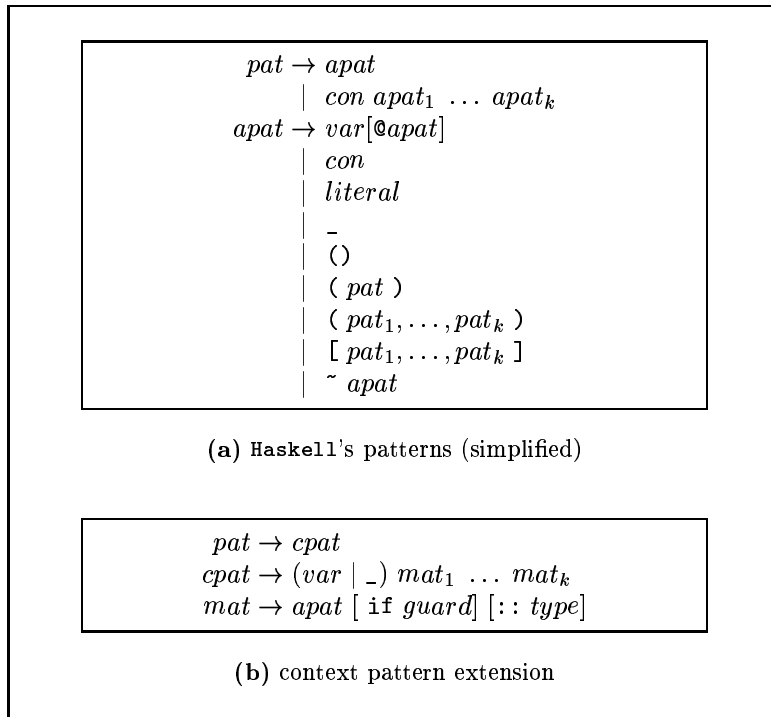 pat → apat
| con apat₁ … apatₖ
apat → var[@apat]
| con
| literal
| _
| ()
| ( pat )
| ( pat₁,…,patₖ )
| [ pat₁,…,patₖ ]
| ~ apat
(a) Haskell's patterns (simplified)
pat → cpat
cpat → (var | _) mat₁ … matₖ
mat → apat [ if guard] [:: type]
(b) context pattern extension